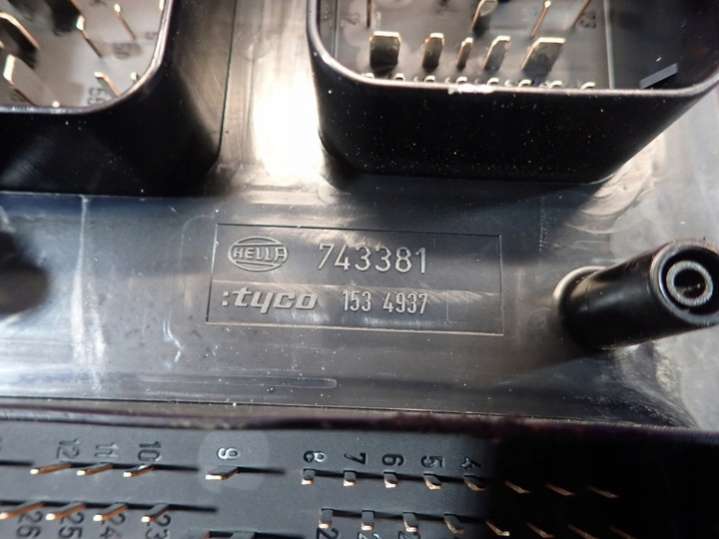 HELLA 743381
:tyco 153 4937
12 11 10 9 8 7 6 5 4
26 25 24 23